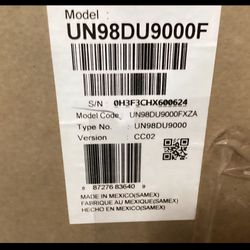 Model :
UN98DU9000F
S/N : 0H3F3CHX600624
Model Code : UN98DU9000FXZA
Type No. : UN98DU9000
Version : CC02
8 87276 83640 9
MADE IN MEXICO(SAMEX)
FABRIQUE AU MEXIQUE(SAMEX)
HECHO EN MEXICO(SAMEX)